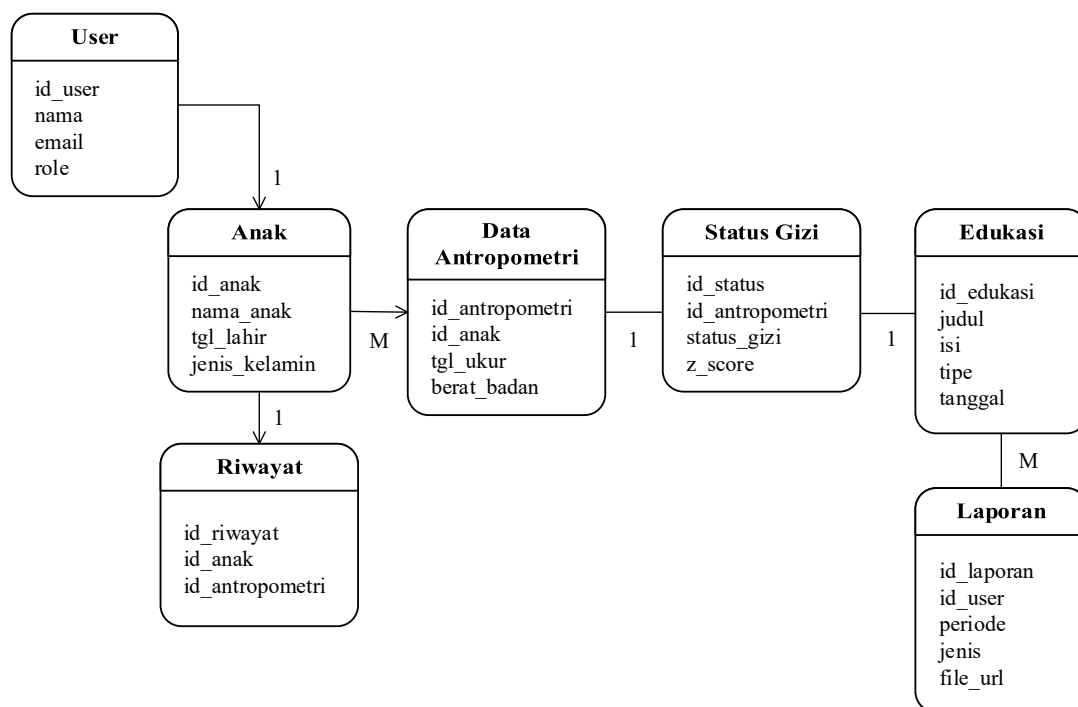 User
id_user
nama
email
role
1
Anak
id_anak
nama_anak
tgl_lahir
jenis_kelamin
M
Data
Antropometri
id_antropometri
id_anak
tgl_ukur
berat_badan
1
Status Gizi
id_status
id_antropometri
status_gizi
z_score
1
Edukasi
id_edukasi
judul
isi
tipe
tanggal
1
Riwayat
id_riwayat
id_anak
id_antropometri
M
Laporan
id_laporan
id_user
periode
jenis
file_url